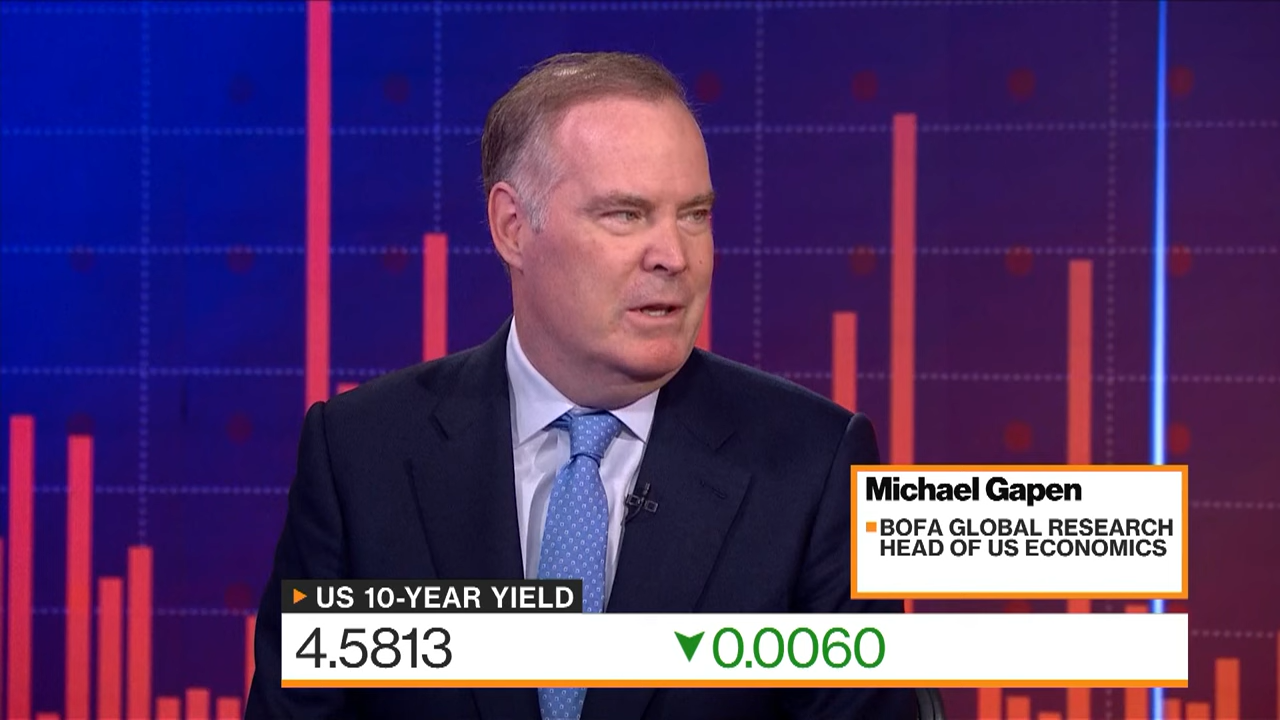 Michael Gapen
BOFA GLOBAL RESEARCH
HEAD OF US ECONOMICS
US 10-YEAR YIELD
4.5813 0.0060